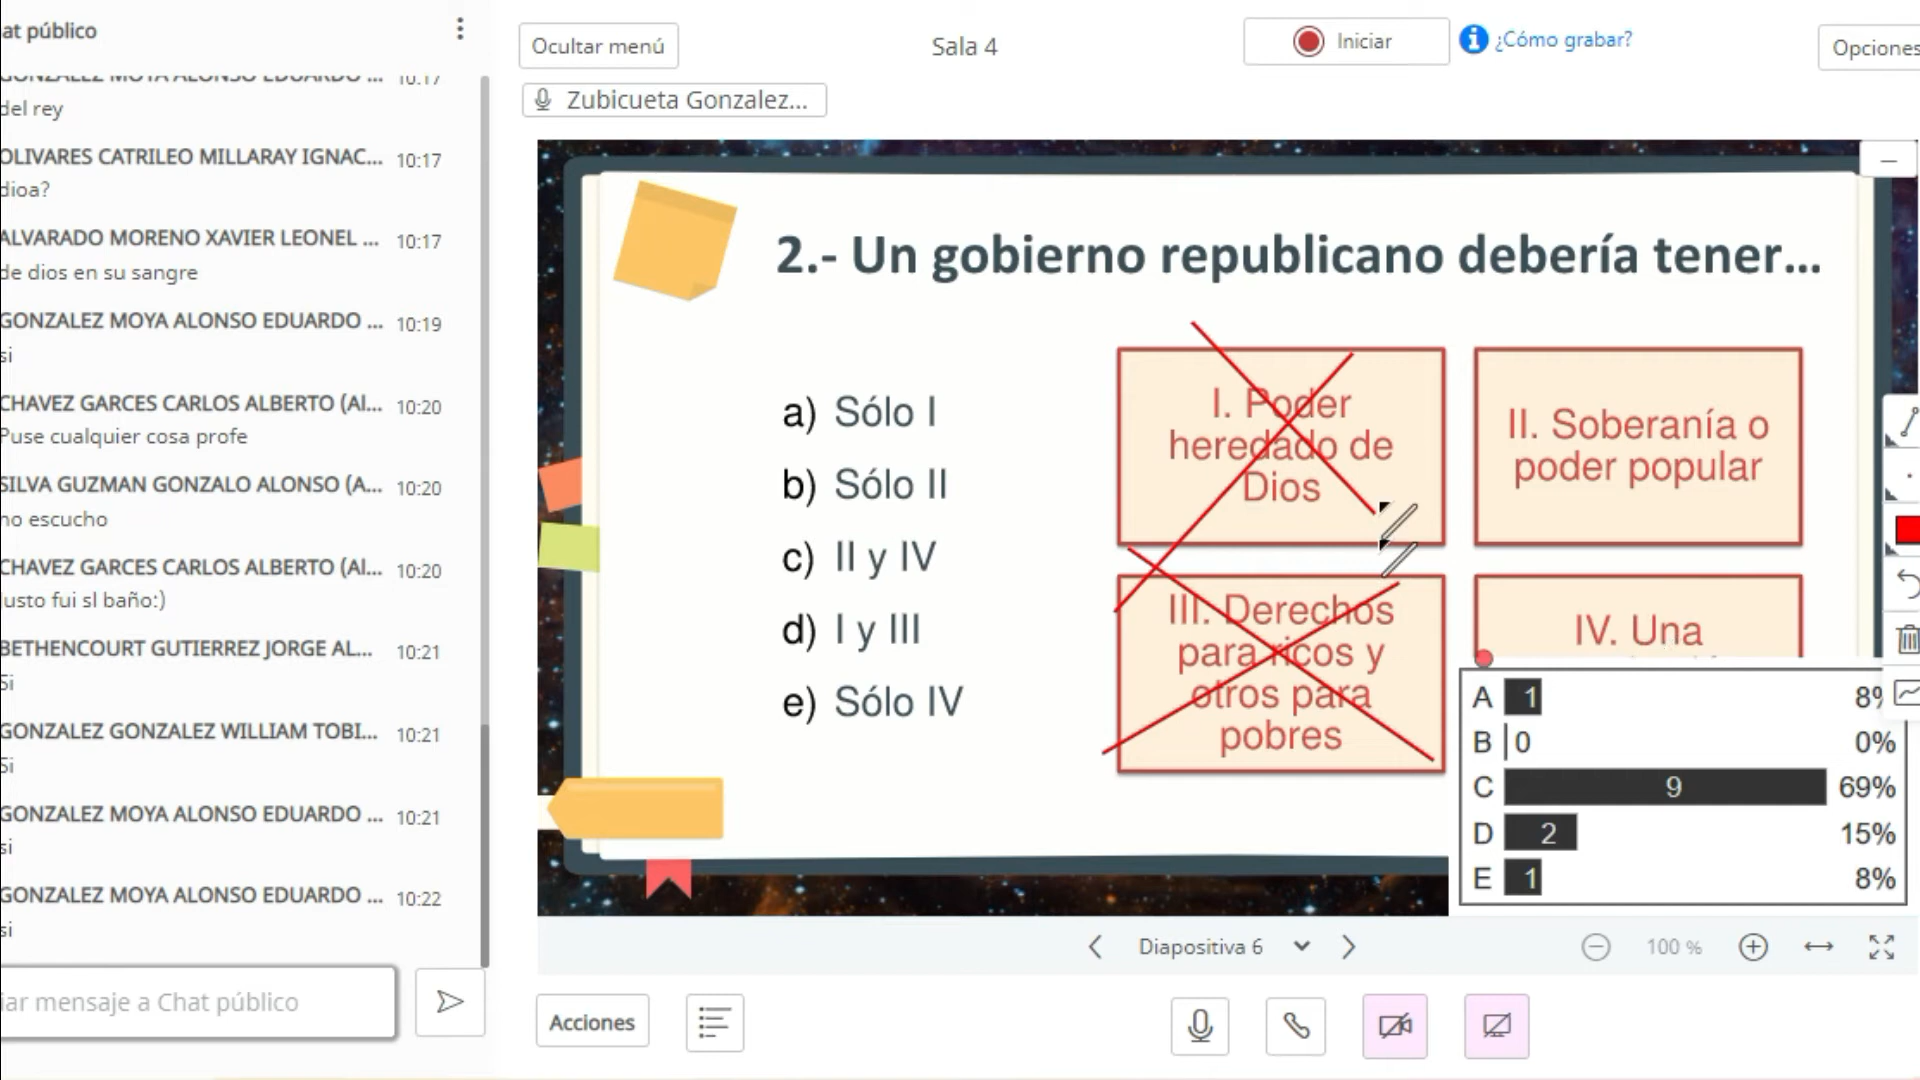 at público
GONZALEZ MOYA ALONSO EDUARDO ... 10:17
del rey
OLIVARES CATRILEO MILLARAY IGNAC... 10:17
dioa?
ALVARADO MORENO XAVIER LEONEL ... 10:17
de dios en su sangre
GONZALEZ MOYA ALONSO EDUARDO ... 10:19
si
CHAVEZ GARCES CARLOS ALBERTO (Al... 10:20
Puse cualquier cosa profe
SILVA GUZMAN GONZALO ALONSO (A... 10:20
no escucho
CHAVEZ GARCES CARLOS ALBERTO (Al... 10:20
Justo fui sl baño:)
BETHENCOURT GUTIERREZ JORGE AL... 10:21
Si
GONZALEZ GONZALEZ WILLIAM TOBI... 10:21
Si
GONZALEZ MOYA ALONSO EDUARDO ... 10:21
si
GONZALEZ MOYA ALONSO EDUARDO ... 10:22
si
iar mensaje a Chat público
Ocultar menú
Sala 4
Iniciar
¿Cómo grabar?
Opciones
Zubicueta Gonzalez...
2.- Un gobierno republicano debería tener...
a) Sólo I
b) Sólo II
c) II y IV
d) I y III
e) Sólo IV
I. Poder
heredado de
Dios
II. Soberanía o
poder popular
III. Derechos
para ricos y
otros para
pobres
IV. Una
A 1 8%
B 0 0%
C 9 69%
D 2 15%
E 1 8%
Diapositiva 6
100 %
Acciones